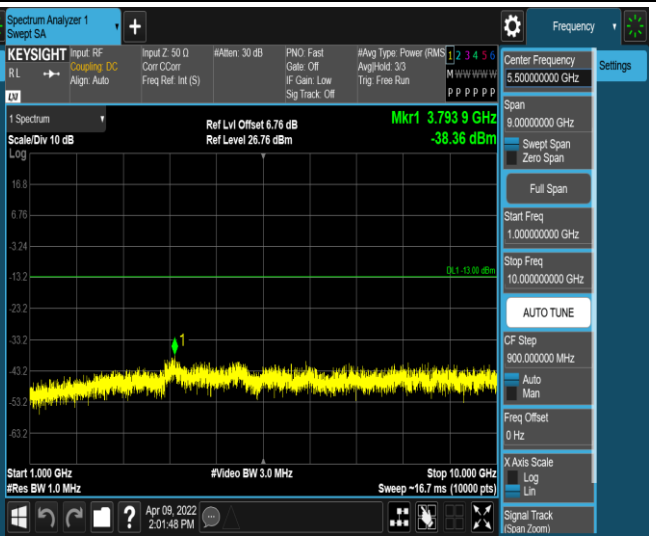 Spectrum Analyzer 1
Swept SA
+
Frequency
KEYSIGHT
Input: RF
Coupling: DC
Align: Auto
RL
LXI
Input Z: 50 Ω
Corr CCorr
Freq Ref: Int (S)
#Atten: 30 dB
PNO: Fast
Gate: Off
IF Gain: Low
Sig Track: Off
#Avg Type: Power (RMS
Avg|Hold: 3/3
Trig: Free Run
1 2 3 4 5 6
M W W W W W
P P P P P P
1 Spectrum
Scale/Div 10 dB
Ref Lvl Offset 6.76 dB
Ref Level 26.76 dBm
Mkr1 3.793 9 GHz
-38.36 dBm
Log
16.8
6.76
-3.24
-13.2
-23.2
-33.2
-43.2
-53.2
-63.2
DL1 -13.00 dBm
1
Start 1.000 GHz
#Res BW 1.0 MHz
#Video BW 3.0 MHz
Stop 10.000 GHz
Sweep ~16.7 ms (10000 pts)
Apr 09, 2022
2:01:48 PM
Center Frequency
5.500000000 GHz
Span
9.00000000 GHz
Swept Span
Zero Span
Full Span
Start Freq
1.000000000 GHz
Stop Freq
10.000000000 GHz
AUTO TUNE
CF Step
900.000000 MHz
Auto
Man
Freq Offset
0 Hz
X Axis Scale
Log
Lin
Signal Track
(Span Zoom)
Settings